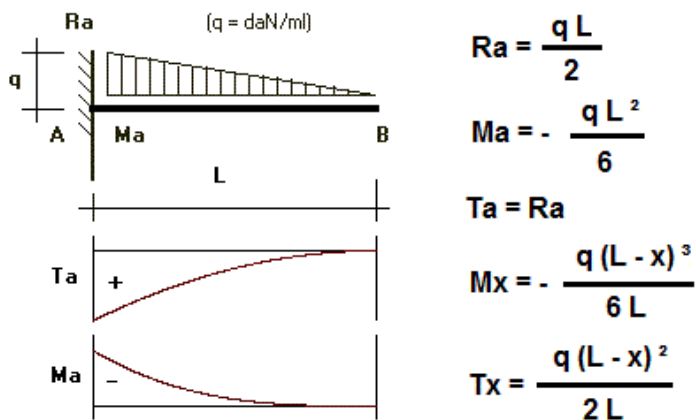 Ra
(q = daN/ml)
q
A
Ma
B
L
Ta
+
Ma
-
Ra = q L / 2
Ma = - q L ² / 6
Ta = Ra
Mx = - q (L - x) ³ / 6 L
Tx = q (L - x) ² / 2 L